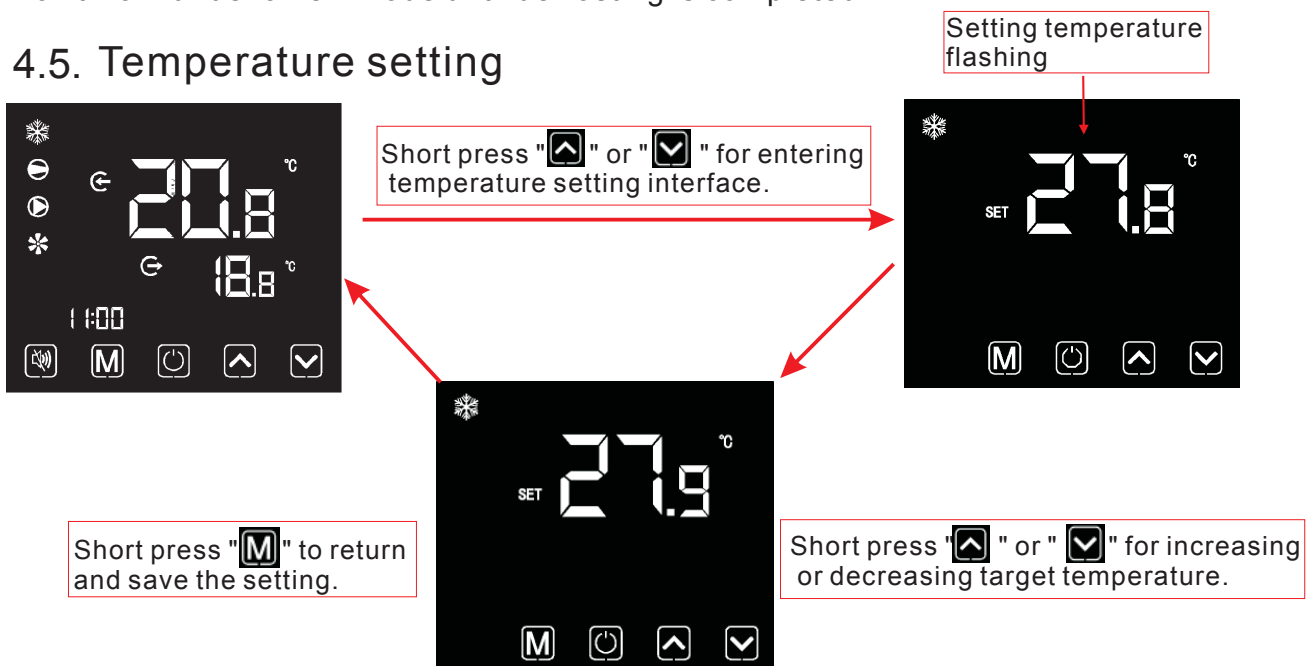 4.5. Temperature setting
Setting temperature
flashing
20.8 °C
18.8 °C
11:00
M
Short press " " or " " for entering
temperature setting interface.
SET 27.8 °C
M
SET 27.9 °C
M
Short press "M" to return
and save the setting.
Short press " " or " " for increasing
or decreasing target temperature.